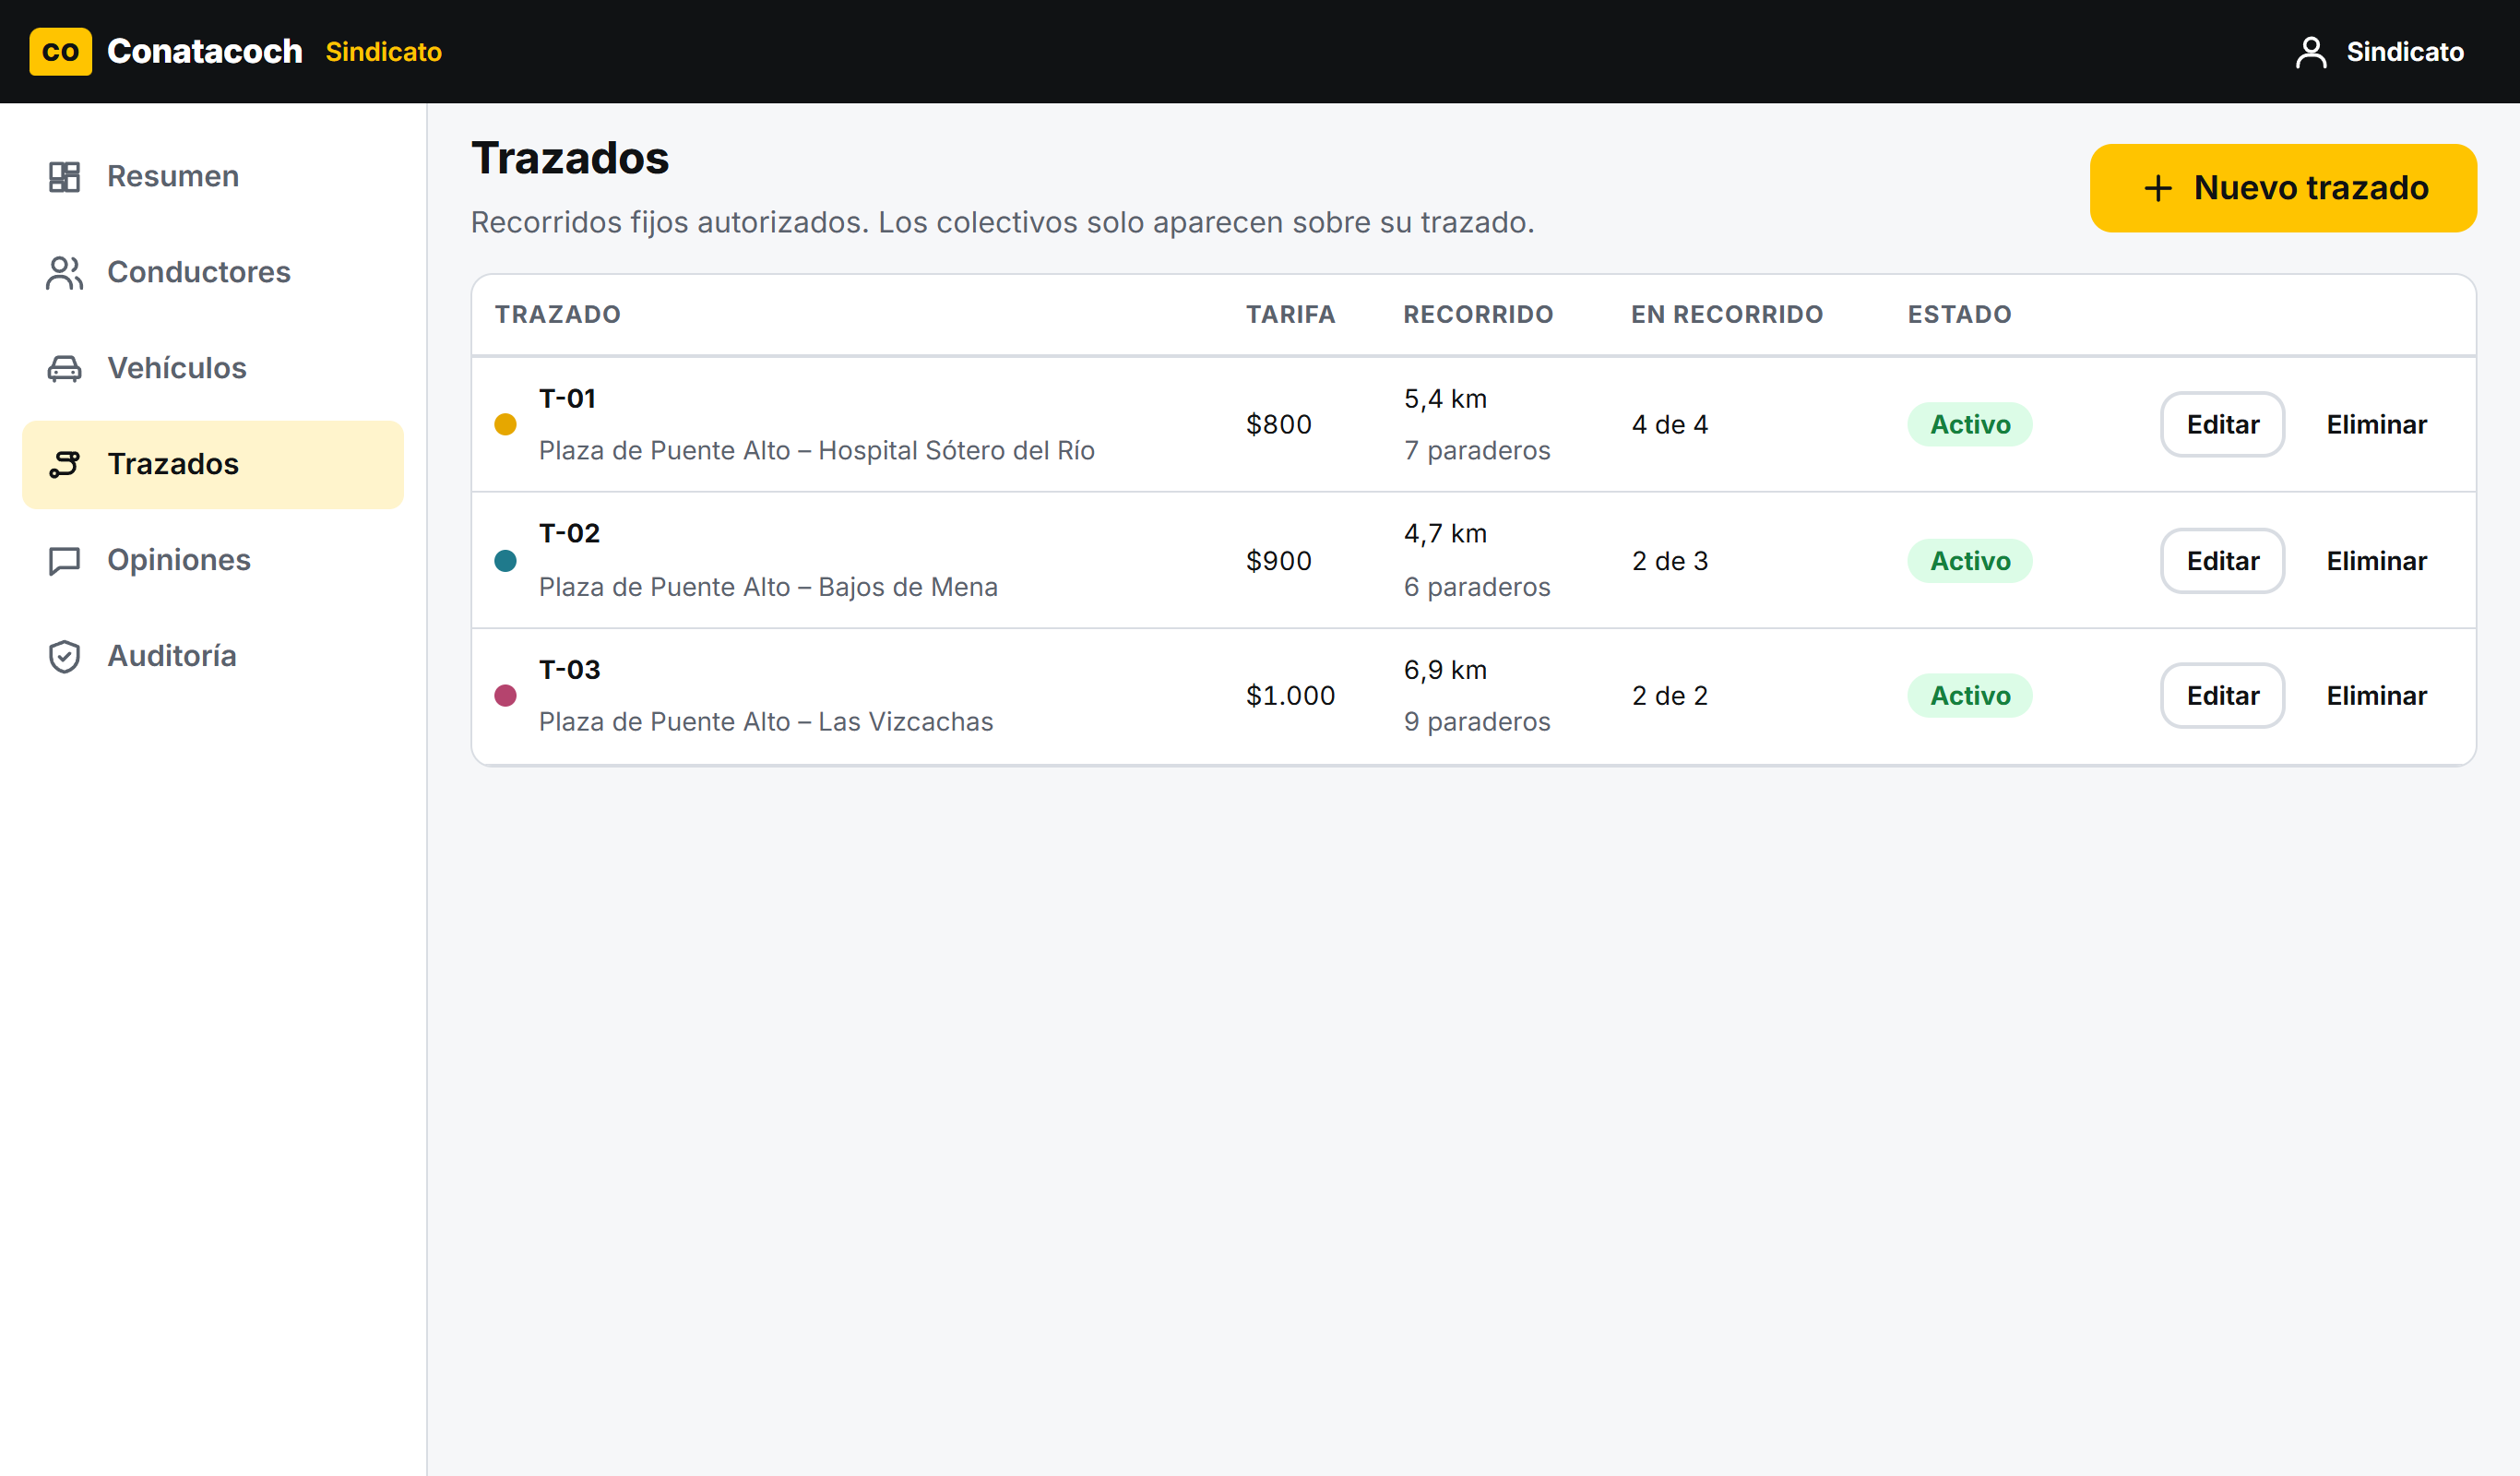 co Conatacoch Sindicato
Sindicato
Resumen
Conductores
Vehículos
Trazados
Opiniones
Auditoría
Trazados
Recorridos fijos autorizados. Los colectivos solo aparecen sobre su trazado.
+ Nuevo trazado
TRAZADO TARIFA RECORRIDO EN RECORRIDO ESTADO
T-01
Plaza de Puente Alto – Hospital Sótero del Río
$800
5,4 km
7 paraderos
4 de 4
Activo
Editar
Eliminar
T-02
Plaza de Puente Alto – Bajos de Mena
$900
4,7 km
6 paraderos
2 de 3
Activo
Editar
Eliminar
T-03
Plaza de Puente Alto – Las Vizcachas
$1.000
6,9 km
9 paraderos
2 de 2
Activo
Editar
Eliminar